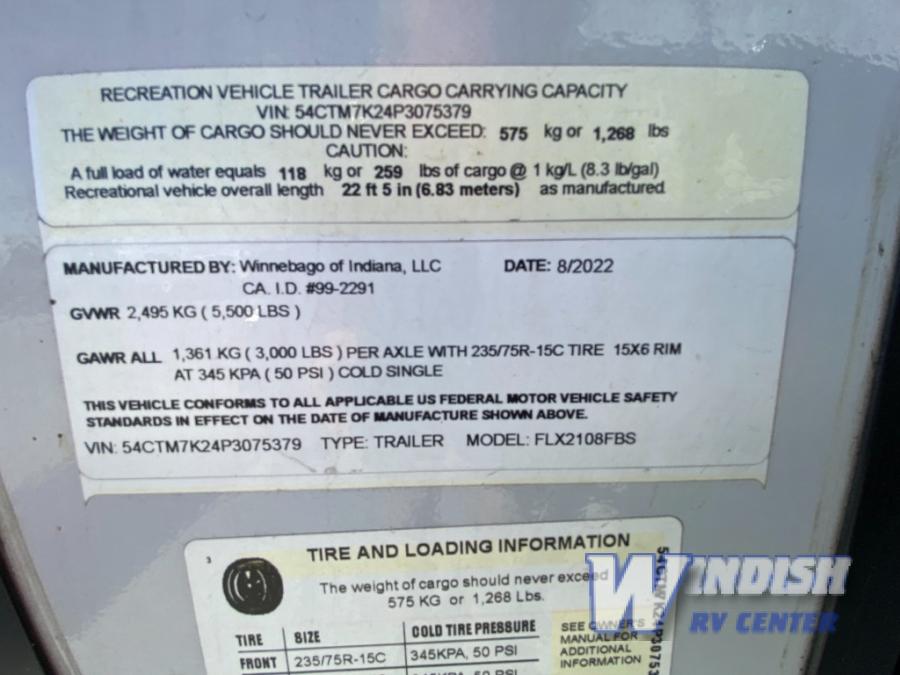 RECREATION VEHICLE TRAILER CARGO CARRYING CAPACITY
VIN: 54CTM7K24P3075379
THE WEIGHT OF CARGO SHOULD NEVER EXCEED: 575 kg or 1,268 lbs
CAUTION:
A full load of water equals 118 kg or 259 lbs of cargo @ 1 kg/L (8.3 lb/gal)
Recreational vehicle overall length 22 ft 5 in (6.83 meters) as manufactured
MANUFACTURED BY: Winnebago of Indiana, LLC DATE: 8/2022
CA. I.D. #99-2291
GVWR 2,495 KG ( 5,500 LBS )
GAWR ALL 1,361 KG ( 3,000 LBS ) PER AXLE WITH 235/75R-15C TIRE 15X6 RIM
AT 345 KPA ( 50 PSI ) COLD SINGLE
THIS VEHICLE CONFORMS TO ALL APPLICABLE US FEDERAL MOTOR VEHICLE SAFETY
STANDARDS IN EFFECT ON THE DATE OF MANUFACTURE SHOWN ABOVE.
VIN: 54CTM7K24P3075379 TYPE: TRAILER MODEL: FLX2108FBS
3
TIRE AND LOADING INFORMATION
The weight of cargo should never exceed
575 KG or 1,268 Lbs.
TIRE SIZE COLD TIRE PRESSURE
FRONT 235/75R-15C 345KPA, 50 PSI
SEE OWNER'S
MANUAL FOR
ADDITIONAL
INFORMATION
WINDISH
RV CENTER